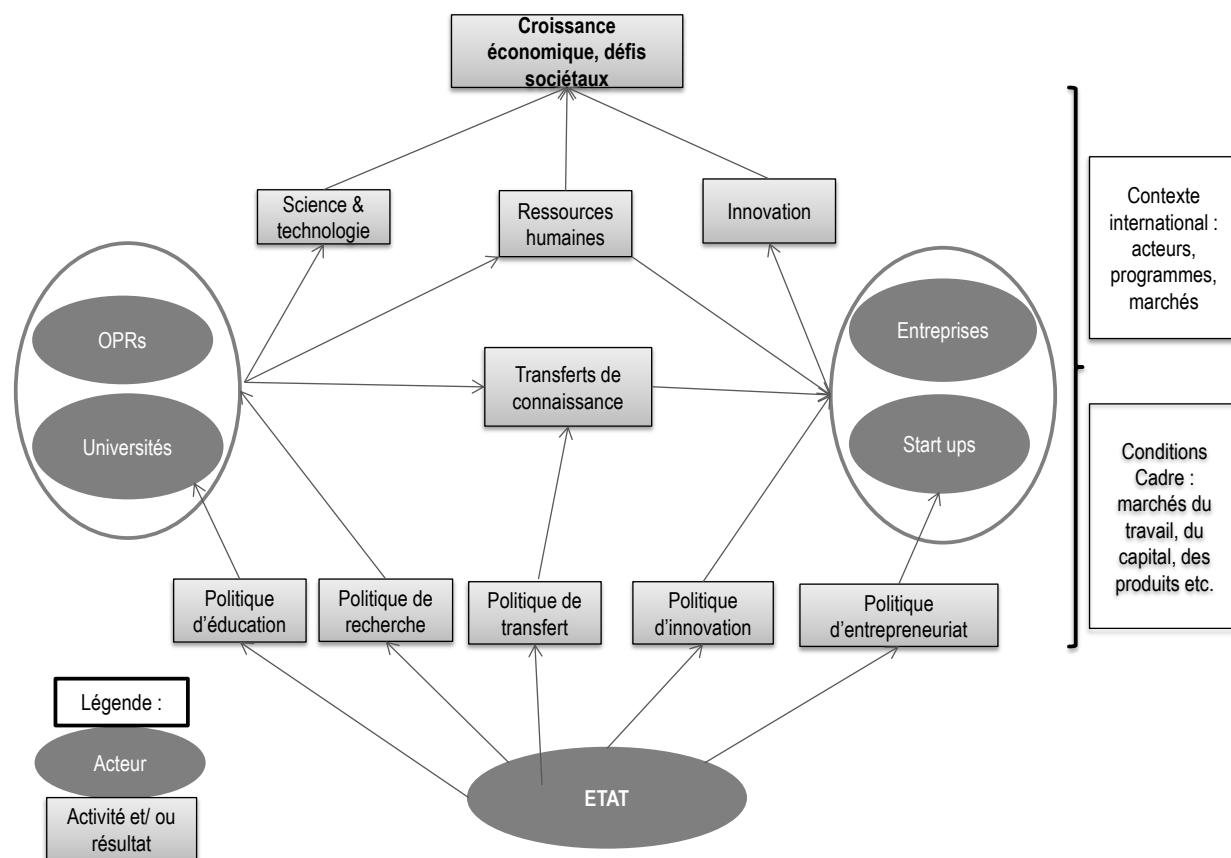 Croissance
économique, défis
sociétaux
Science &
technologie
Ressources
humaines
Innovation
Contexte
international :
acteurs,
programmes,
marchés
OPRs
Universités
Transferts de
connaissance
Entreprises
Start ups
Conditions
Cadre :
marchés du
travail, du
capital, des
produits etc.
Politique
d’éducation
Politique de
recherche
Politique de
transfert
Politique
d’innovation
Politique
d’entrepreneuriat
Légende :
Acteur
Activité et/ ou
résultat
ETAT